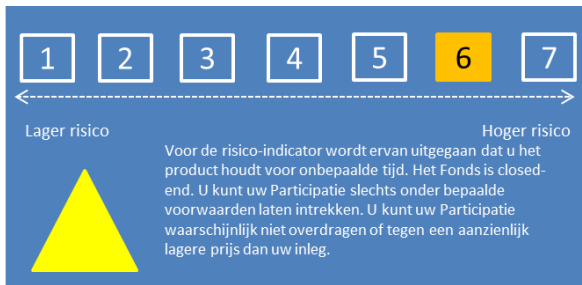 1 2 3 4 5 6 7
Lager risico Hoger risico
Voor de risico-indicator wordt ervan uitgegaan dat u het
product houdt voor onbepaalde tijd. Het Fonds is closed-
end. U kunt uw Participatie slechts onder bepaalde
voorwaarden laten intrekken. U kunt uw Participatie
waarschijnlijk niet overdragen of tegen een aanzienlijk
lagere prijs dan uw inleg.